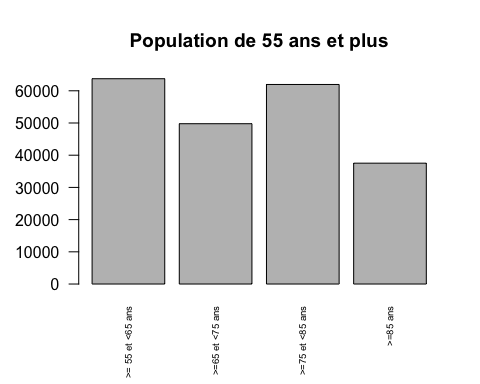 Population de 55 ans et plus
60000
50000
40000
30000
20000
10000
0
>= 55 et <65 ans
>=65 et <75 ans
>=75 et <85 ans
>=85 ans